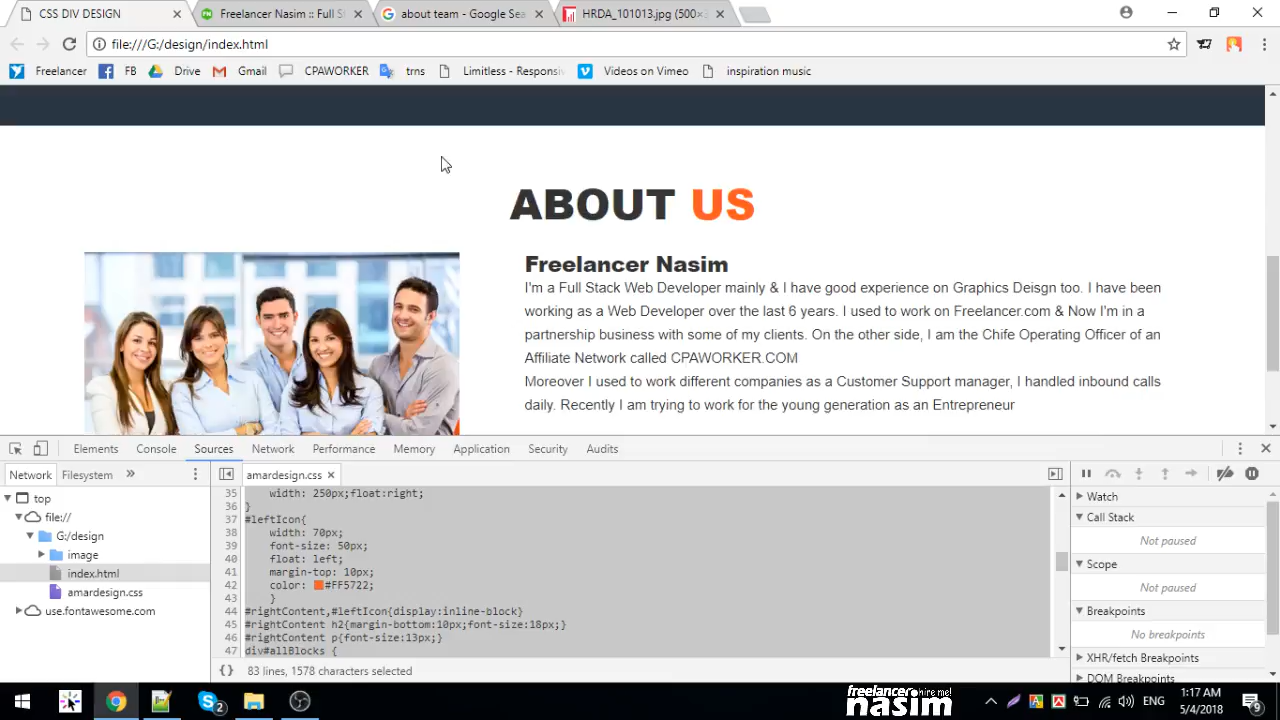 CSS DIV DESIGN
Freelancer Nasim :: Full St
about team - Google Sea
HRDA_101013.jpg (500×3
file:///G:/design/index.html
Freelancer
FB
Drive
Gmail
CPAWORKER
trns
Limitless - Responsiv
Videos on Vimeo
inspiration music
ABOUT US
Freelancer Nasim
I'm a Full Stack Web Developer mainly & I have good experience on Graphics Deisgn too. I have been
working as a Web Developer over the last 6 years. I used to work on Freelancer.com & Now I'm in a
partnership business with some of my clients. On the other side, I am the Chife Operating Officer of an
Affiliate Network called CPAWORKER.COM
Moreover I used to work different companies as a Customer Support manager, I handled inbound calls
daily. Recently I am trying to work for the young generation as an Entrepreneur
Elements Console Sources Network Performance Memory Application Security Audits
Network Filesystem »
amardesign.css
top
file://
G:/design
image
index.html
amardesign.css
use.fontawesome.com
35 width: 250px;float:right;
36 }
37 #leftIcon{
38 width: 70px;
39 font-size: 50px;
40 float: left;
41 margin-top: 10px;
42 color: #FF5722;
43 }
44 #rightContent,#leftIcon{display:inline-block}
45 #rightContent h2{margin-bottom:10px;font-size:18px;}
46 #rightContent p{font-size:13px;}
47 div#allBlocks {
{} 83 lines, 1578 characters selected
Watch
Call Stack
Not paused
Scope
Not paused
Breakpoints
No breakpoints
XHR/fetch Breakpoints
DOM Breakpoints
2
freelancer hire me!
nasim
ENG
1:17 AM
5/4/2018
9